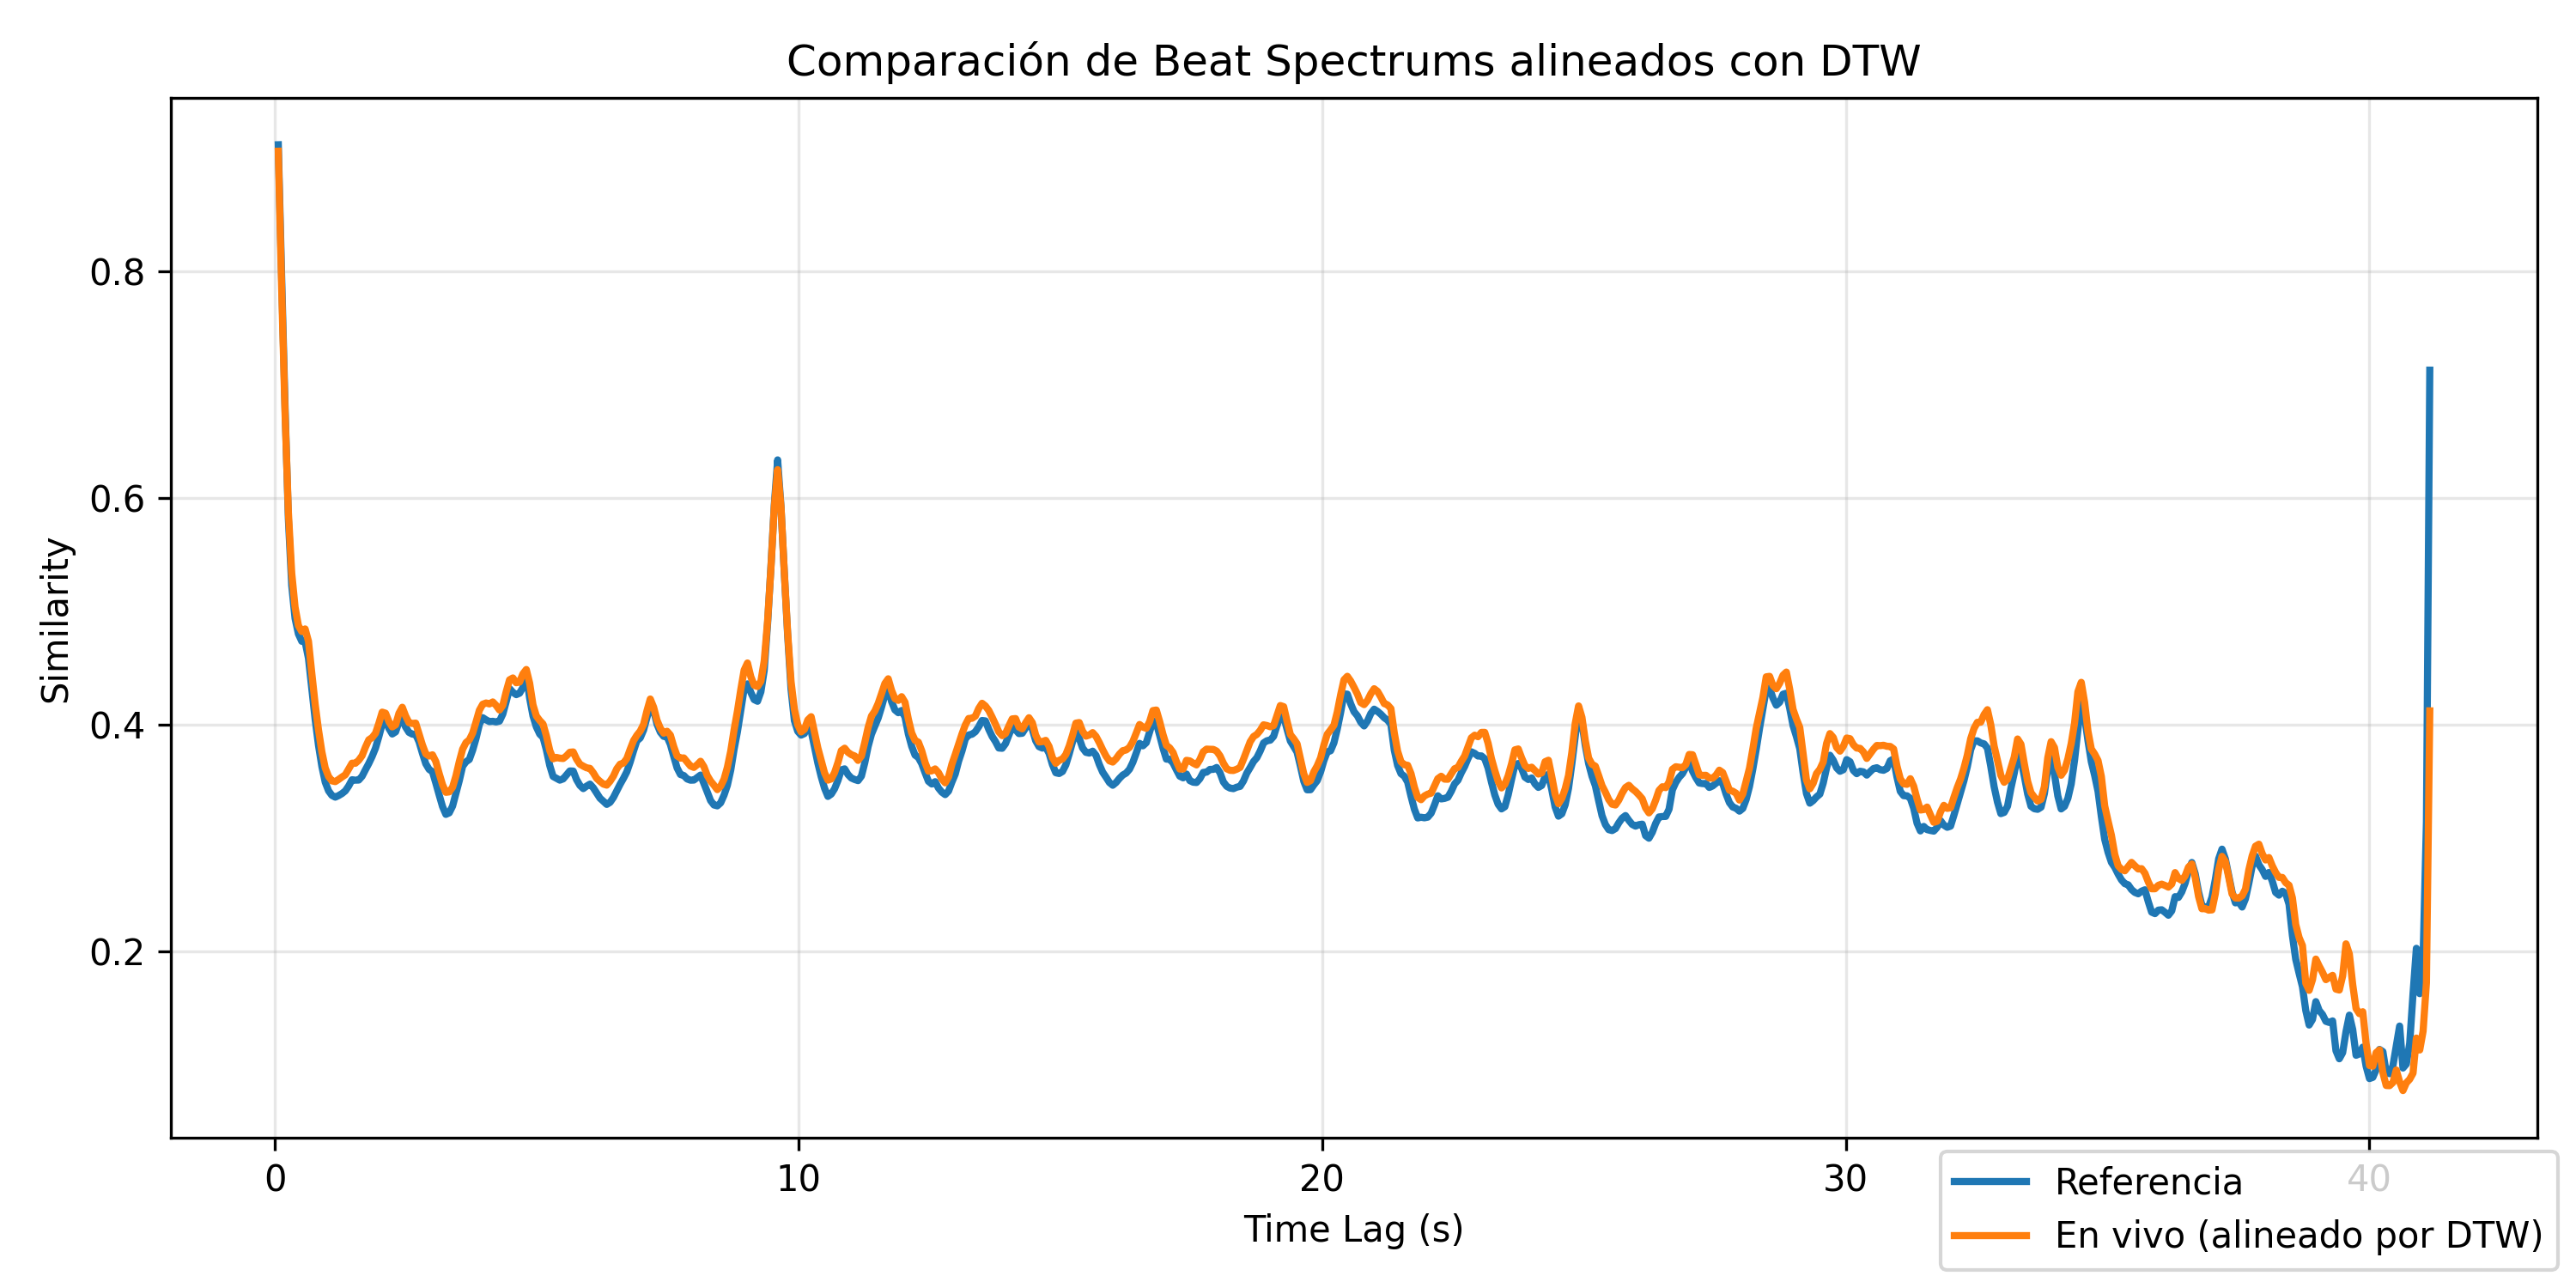 Comparación de Beat Spectrums alineados con DTW
Similarity
0.8
0.6
0.4
0.2
0
10
20
30
40
Time Lag (s)
Referencia
En vivo (alineado por DTW)